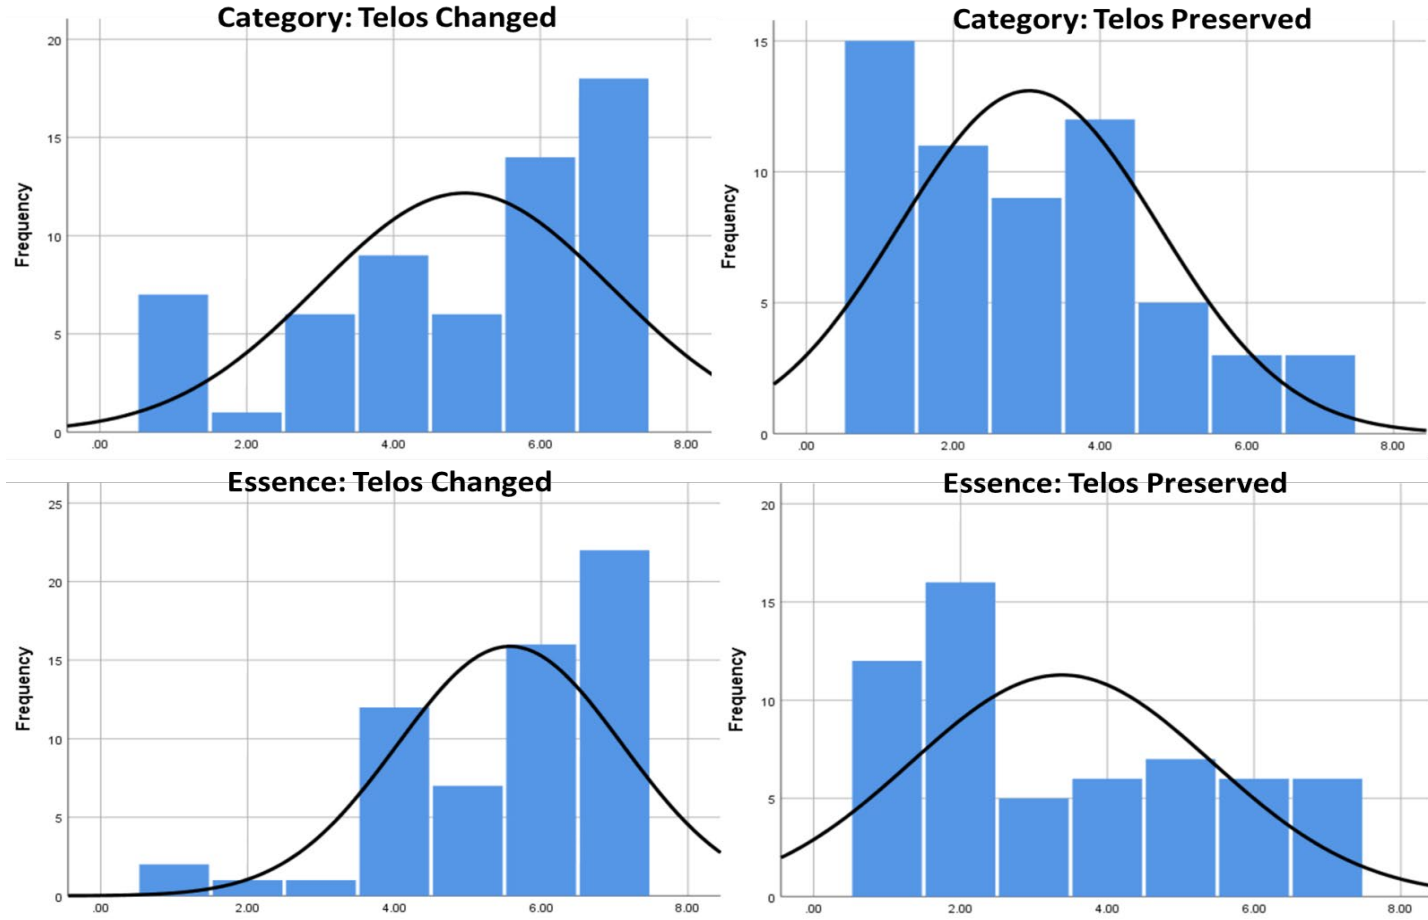 Category: Telos Changed
20
15
10
5
0
Frequency
.00 2.00 4.00 6.00 8.00
Category: Telos Preserved
15
10
5
0
Frequency
.00 2.00 4.00 6.00 8.00
Essence: Telos Changed
25
20
15
10
5
0
Frequency
.00 2.00 4.00 6.00 8.00
Essence: Telos Preserved
20
15
10
5
0
Frequency
.00 2.00 4.00 6.00 8.00